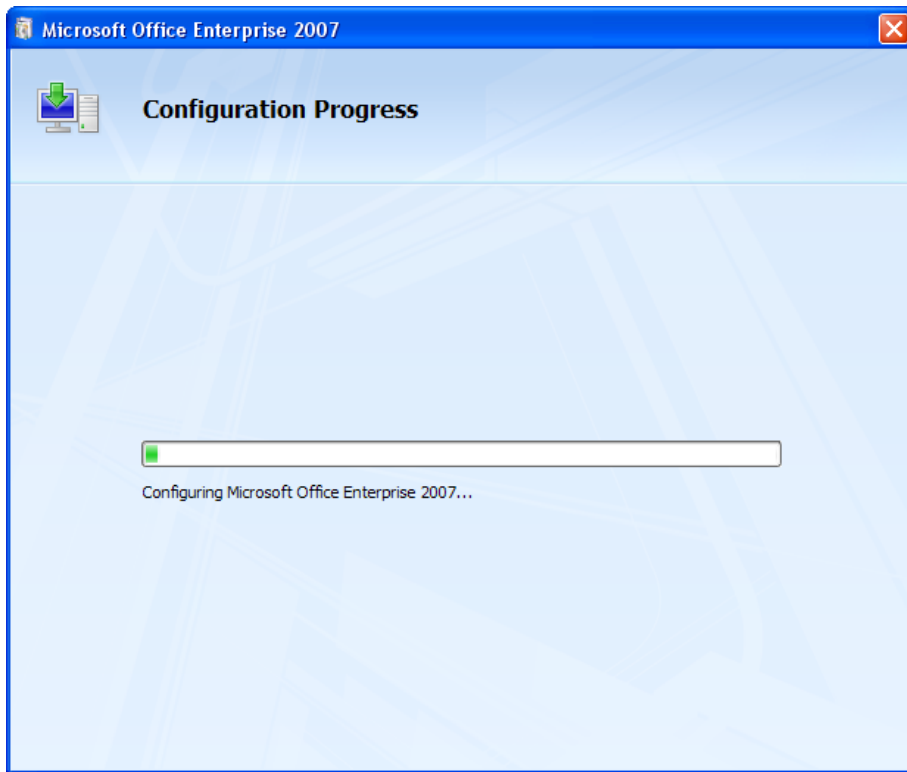 Microsoft Office Enterprise 2007
Configuration Progress
Configuring Microsoft Office Enterprise 2007...